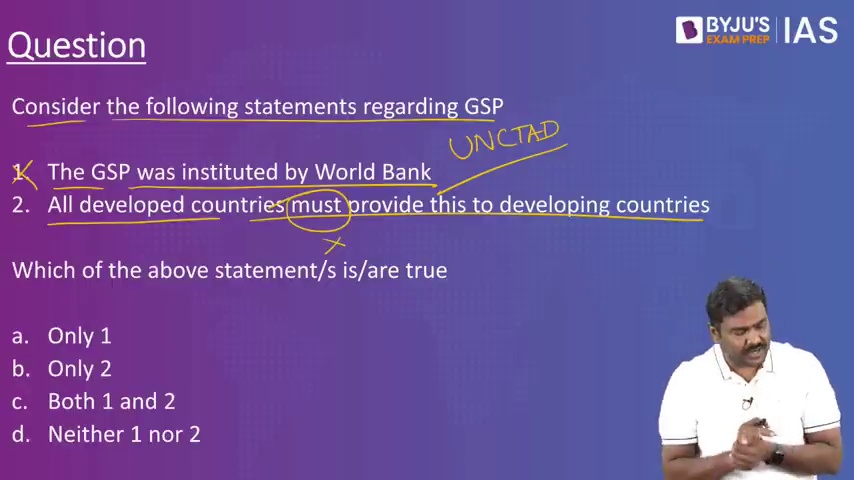 Question
BYJU'S
EXAM PREP
IAS
Consider the following statements regarding GSP
UNCTAD
1. The GSP was instituted by World Bank
2. All developed countries must provide this to developing countries
x
Which of the above statement/s is/are true
a. Only 1
b. Only 2
c. Both 1 and 2
d. Neither 1 nor 2